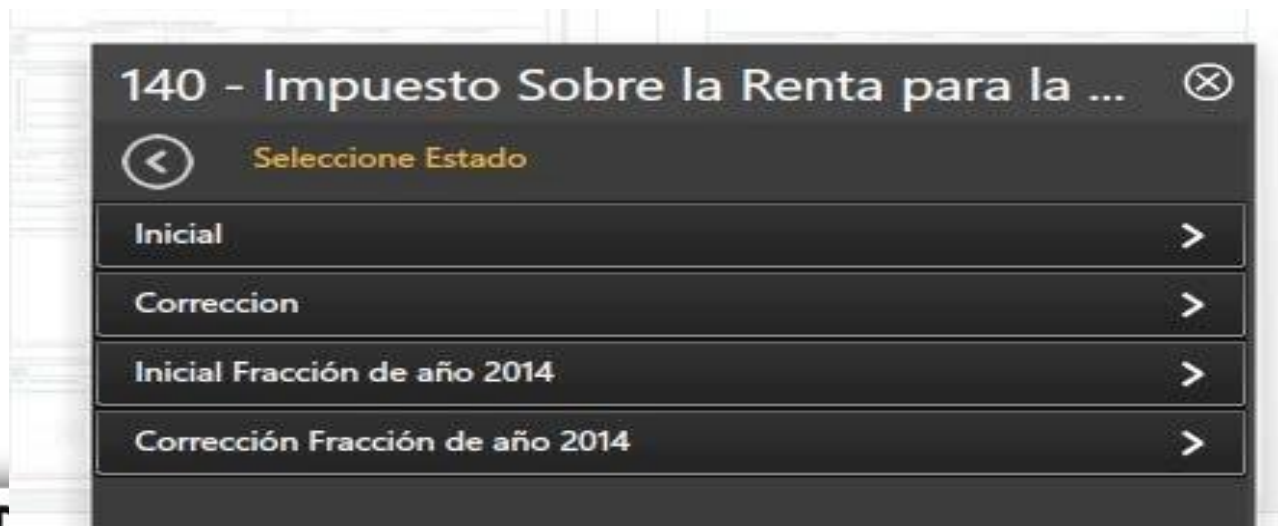 140 - Impuesto Sobre la Renta para la ...
Seleccione Estado
Inicial
Correccion
Inicial Fracción de año 2014
Corrección Fracción de año 2014